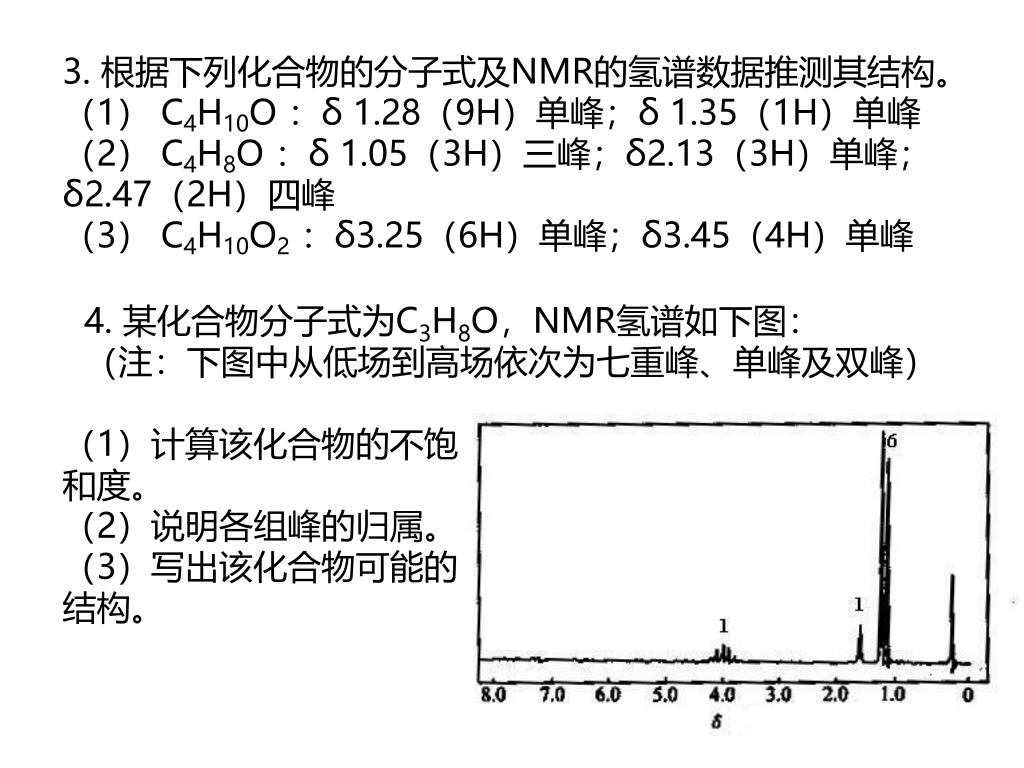 3. 根据下列化合物的分子式及NMR的氢谱数据推测其结构。
（1） C4H10O ：δ 1.28（9H）单峰；δ 1.35（1H）单峰
（2） C4H8O ：δ 1.05（3H）三峰；δ2.13（3H）单峰；
δ2.47（2H）四峰
（3） C4H10O2 ：δ3.25（6H）单峰；δ3.45（4H）单峰
4. 某化合物分子式为C3H8O，NMR氢谱如下图：
（注：下图中从低场到高场依次为七重峰、单峰及双峰）
（1）计算该化合物的不饱
和度。
（2）说明各组峰的归属。
（3）写出该化合物可能的
结构。
6
1
1
8.0 7.0 6.0 5.0 4.0 3.0 2.0 1.0 0
δ